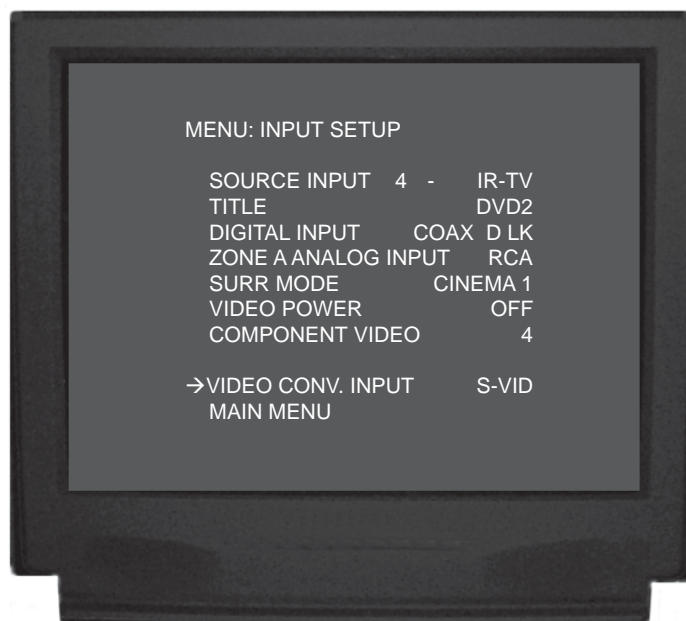 MENU: INPUT SETUP
SOURCE INPUT 4 - IR-TV
TITLE DVD2
DIGITAL INPUT COAX D LK
ZONE A ANALOG INPUT RCA
SURR MODE CINEMA 1
VIDEO POWER OFF
COMPONENT VIDEO 4
→VIDEO CONV. INPUT S-VID
MAIN MENU